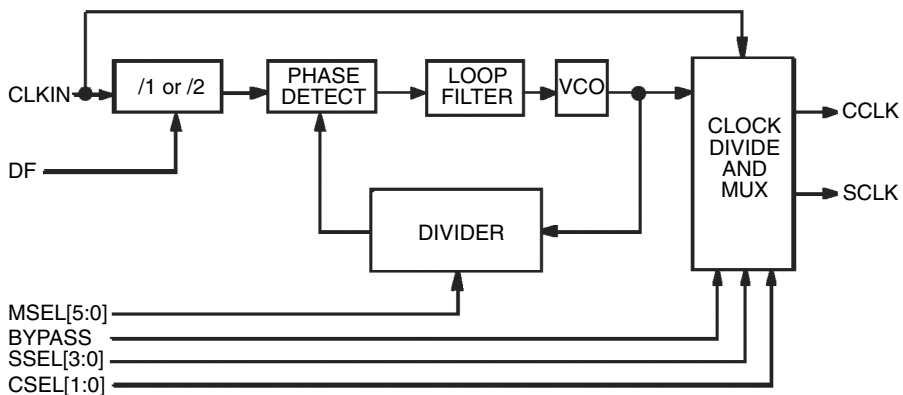 CLKIN
/1 or /2
PHASE
DETECT
LOOP
FILTER
VCO
CLOCK
DIVIDE
AND
MUX
CCLK
SCLK
DF
DIVIDER
MSEL[5:0]
BYPASS
SSEL[3:0]
CSEL[1:0]